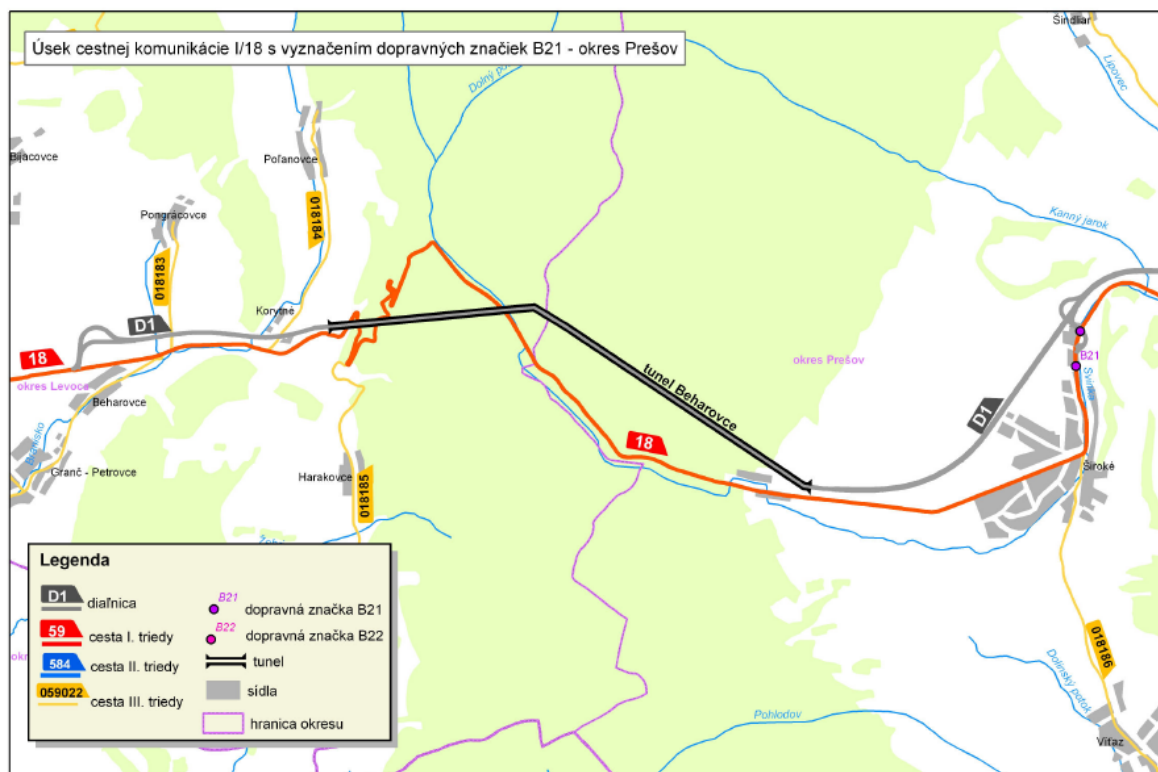 Úsek cestnej komunikácie I/18 s vyznačením dopravných značiek B21 - okres Prešov
Šindliar
Lipovec
Dolný
Bijacovce
Poľanovce
018184
Pongrácovce
018183
Kanný jarok
Korytné
D1
18
okres Levoča
Beharovce
Branisko
Granč - Petrovce
Harakovce
018185
okres Prešov
tunel Beharovce
18
D1
B21
Svinka
Široké
018186
Dolinský potok
Pohlodov
Víťaz
Legenda
D1 diaľnica
59 cesta I. triedy
584 cesta II. triedy
059022 cesta III. triedy
B21 dopravná značka B21
B22 dopravná značka B22
tunel
sídla
hranica okresu